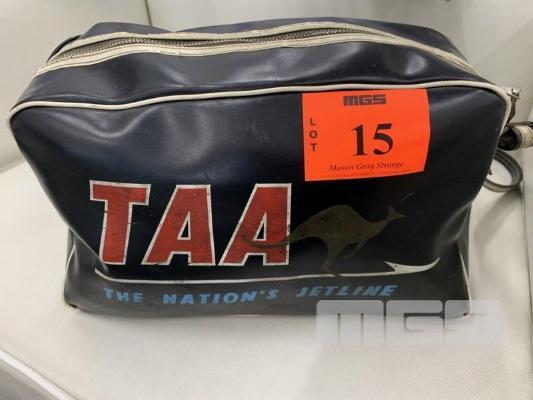 MGS
LOT
15
Mason Gray Strange
TAA
THE NATION'S JETLINE
MGS